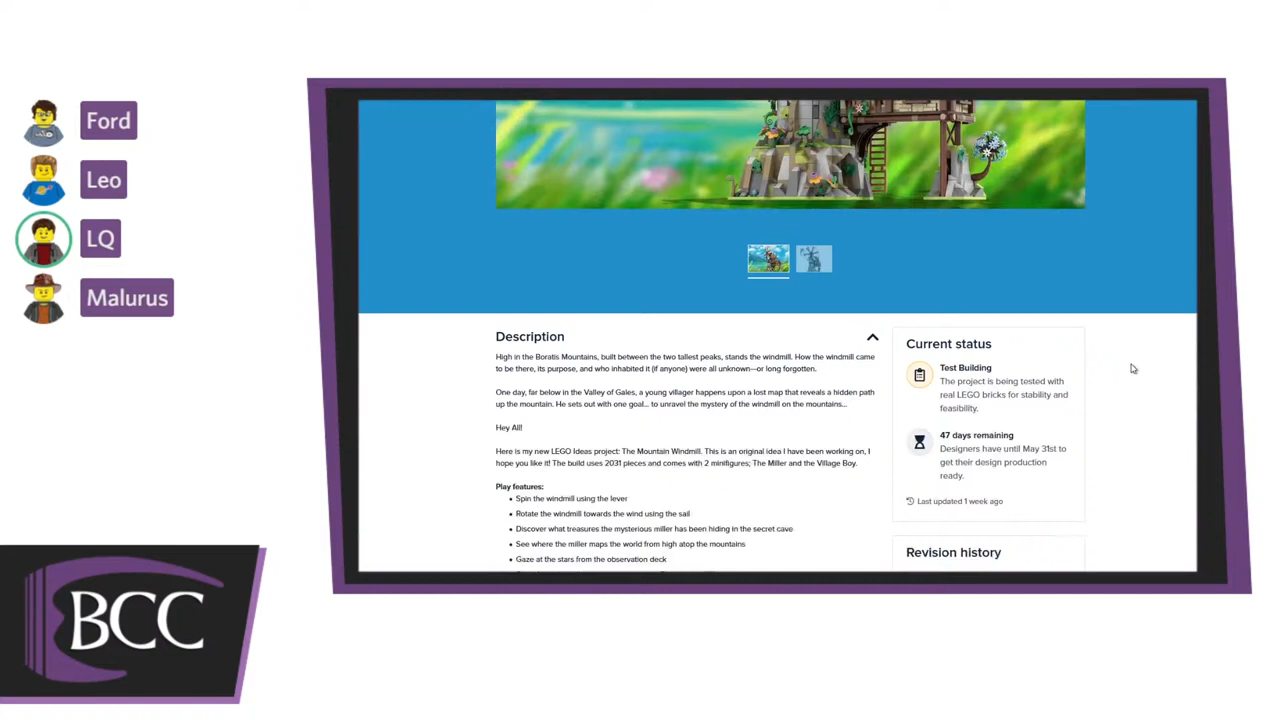 Ford
Leo
LQ
Malurus
BCC
Description
High in the Boratis Mountains, built between the two tallest peaks, stands the windmill. How the windmill came
to be there, its purpose, and who inhabited it (if anyone) were all unknown—or long forgotten.
One day, far below in the Valley of Gales, a young villager happens upon a lost map that reveals a hidden path
up the mountain. He sets out with one goal... to unravel the mystery of the windmill on the mountains...
Hey All!
Here is my new LEGO Ideas project: The Mountain Windmill. This is an original idea I have been working on, I
hope you like it! The build uses 2031 pieces and comes with 2 minifigures; The Miller and the Village Boy.
Play features:
• Spin the windmill using the lever
• Rotate the windmill towards the wind using the sail
• Discover what treasures the mysterious miller has been hiding in the secret cave
• See where the miller maps the world from high atop the mountains
• Gaze at the stars from the observation deck
Current status
Test Building
The project is being tested with
real LEGO bricks for stability and
feasibility.
47 days remaining
Designers have until May 31st to
get their design production
ready.
Last updated 1 week ago
Revision history